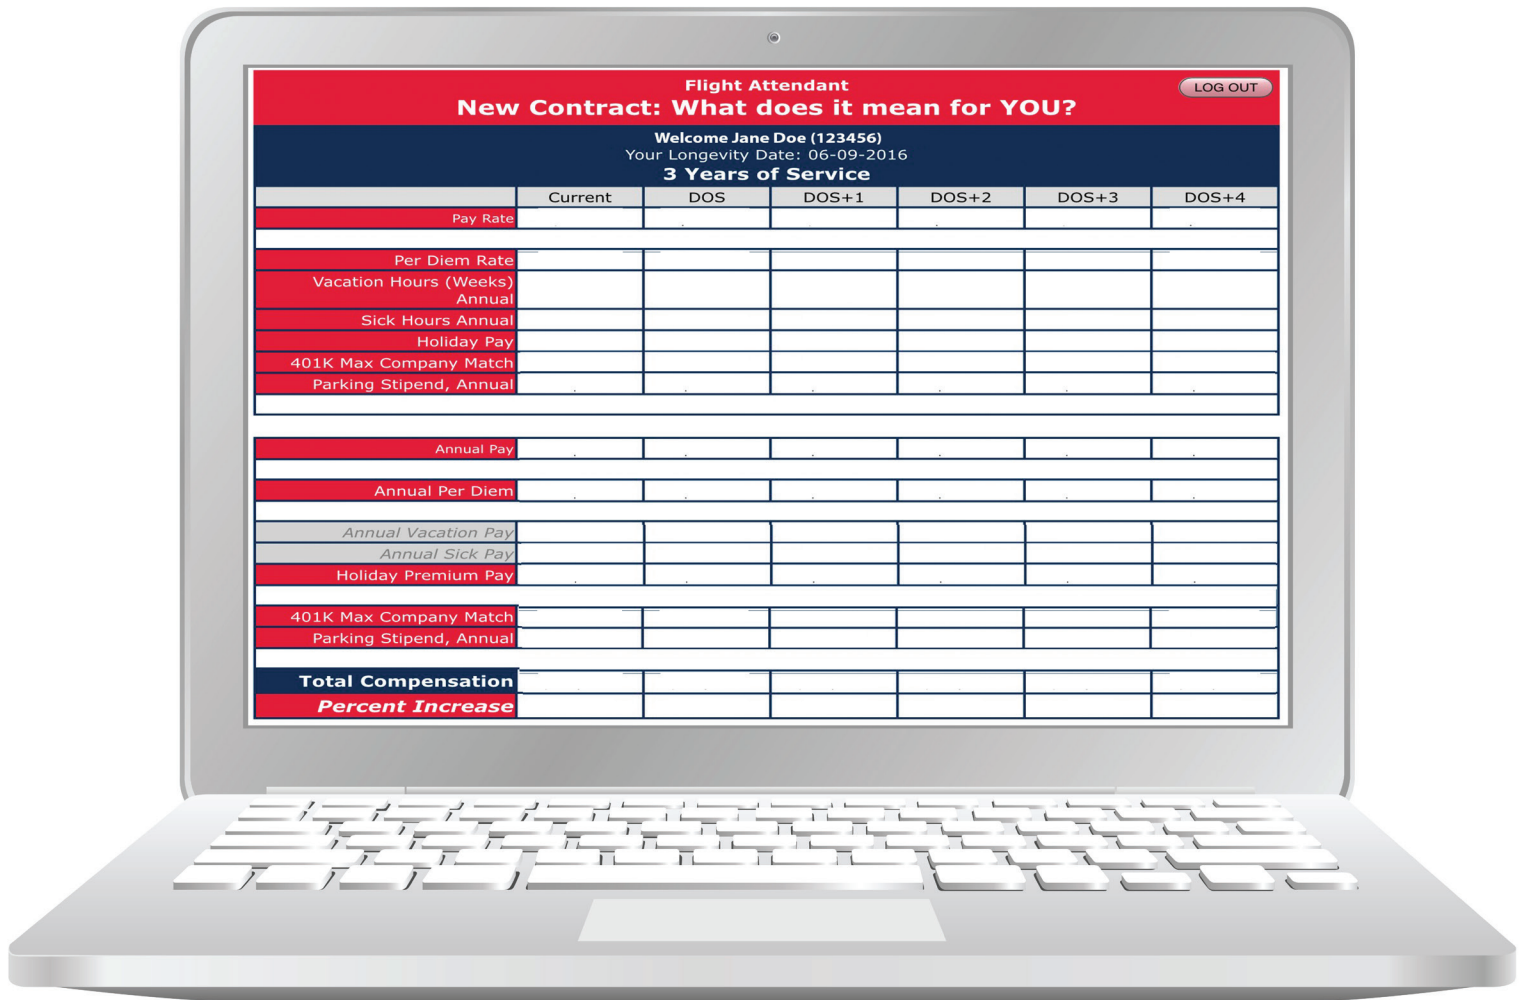 Flight Attendant
LOG OUT
New Contract: What does it mean for YOU?
Welcome Jane Doe (123456)
Your Longevity Date: 06-09-2016
3 Years of Service
Current DOS DOS+1 DOS+2 DOS+3 DOS+4
Pay Rate
Per Diem Rate
Vacation Hours (Weeks)
Annual
Sick Hours Annual
Holiday Pay
401K Max Company Match
Parking Stipend, Annual
Annual Pay
Annual Per Diem
Annual Vacation Pay
Annual Sick Pay
Holiday Premium Pay
401K Max Company Match
Parking Stipend, Annual
Total Compensation
Percent Increase